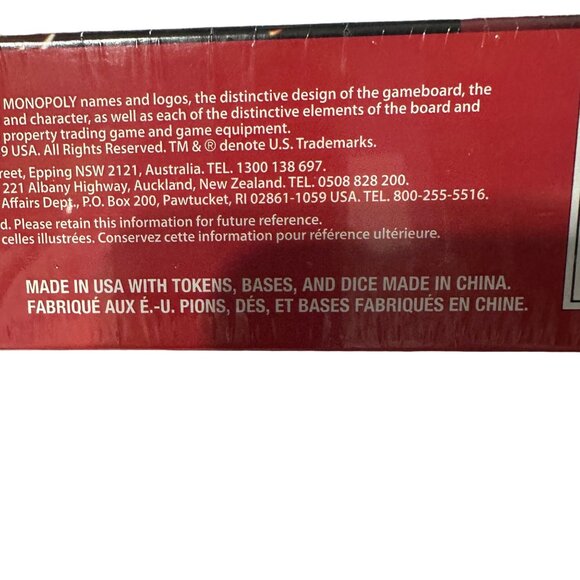 MONOPOLY names and logos, the distinctive design of the gameboard, the
and character, as well as each of the distinctive elements of the board and
property trading game and game equipment.
9 USA. All Rights Reserved. TM & ® denote U.S. Trademarks.
reet, Epping NSW 2121, Australia. TEL. 1300 138 697.
221 Albany Highway, Auckland, New Zealand. TEL. 0508 828 200.
Affairs Dept., P.O. Box 200, Pawtucket, RI 02861-1059 USA. TEL. 800-255-5516.
d. Please retain this information for future reference.
celles illustrées. Conservez cette information pour référence ultérieure.
MADE IN USA WITH TOKENS, BASES, AND DICE MADE IN CHINA.
FABRIQUÉ AUX É.-U. PIONS, DÉS, ET BASES FABRIQUÉS EN CHINE.